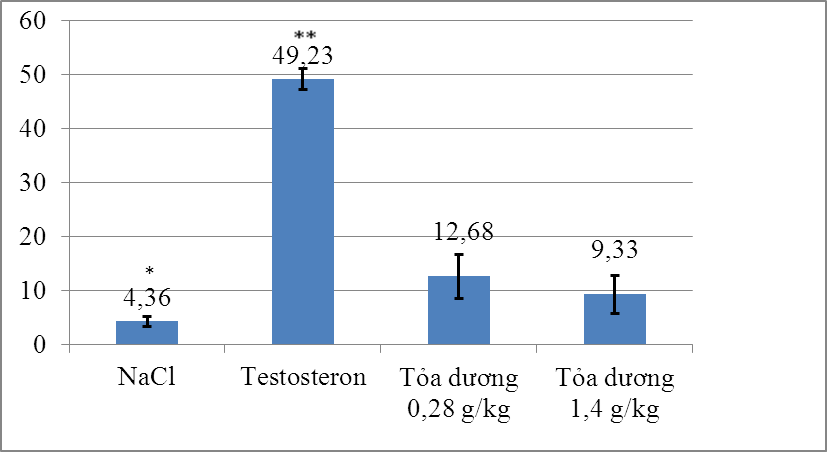 60
**
49,23
50
40
30
20
12,68
9,33
*
4,36
10
0
NaCl
Testosteron
Tỏa dương
0,28 g/kg
Tỏa dương
1,4 g/kg